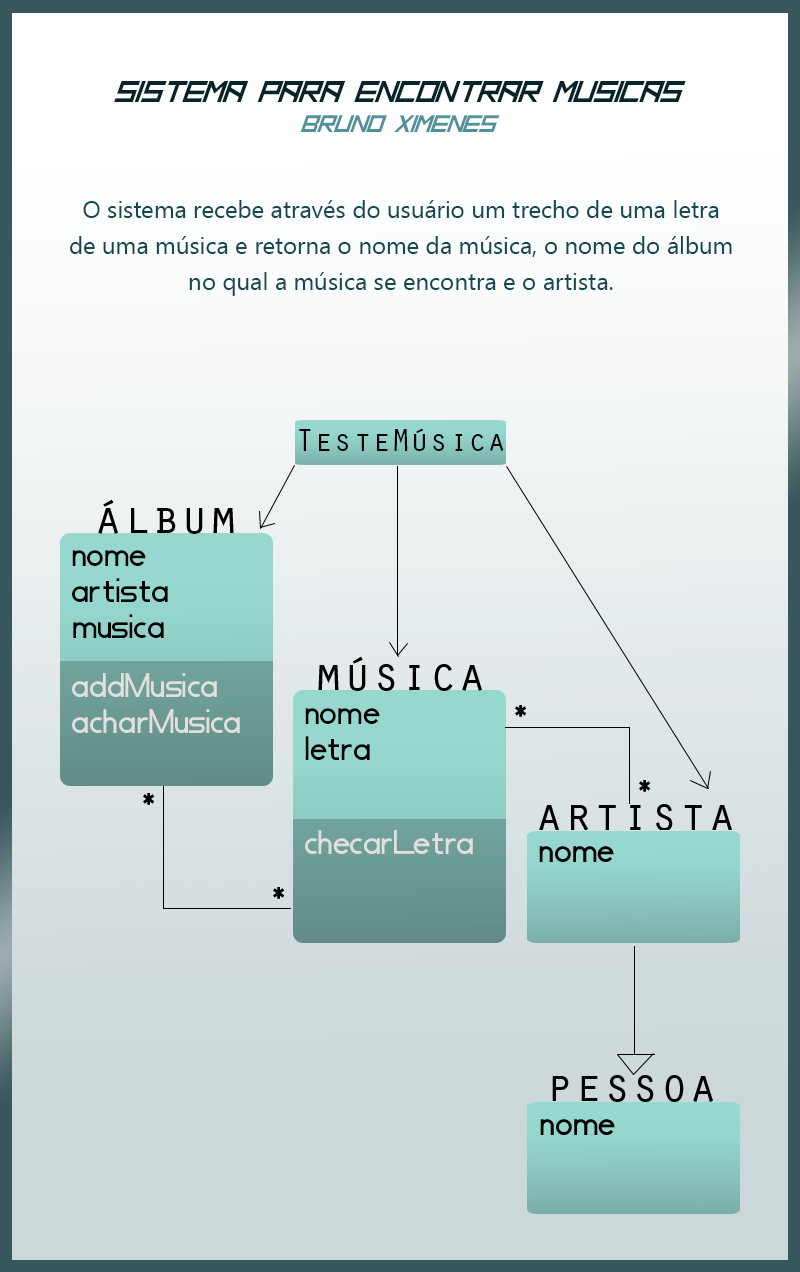 SISTEMA PARA ENCONTRAR MUSICAS
BRUNO XIMENES
O sistema recebe através do usuário um trecho de uma letra
de uma música e retorna o nome da música, o nome do álbum
no qual a música se encontra e o artista.
TESTEMÚSICA
ÁLBUM
nome
artista
musica
addMusica
acharMusica
*
*
MÚSICA
nome
letra
checarLetra
*
*
ARTISTA
nome
PESSOA
nome